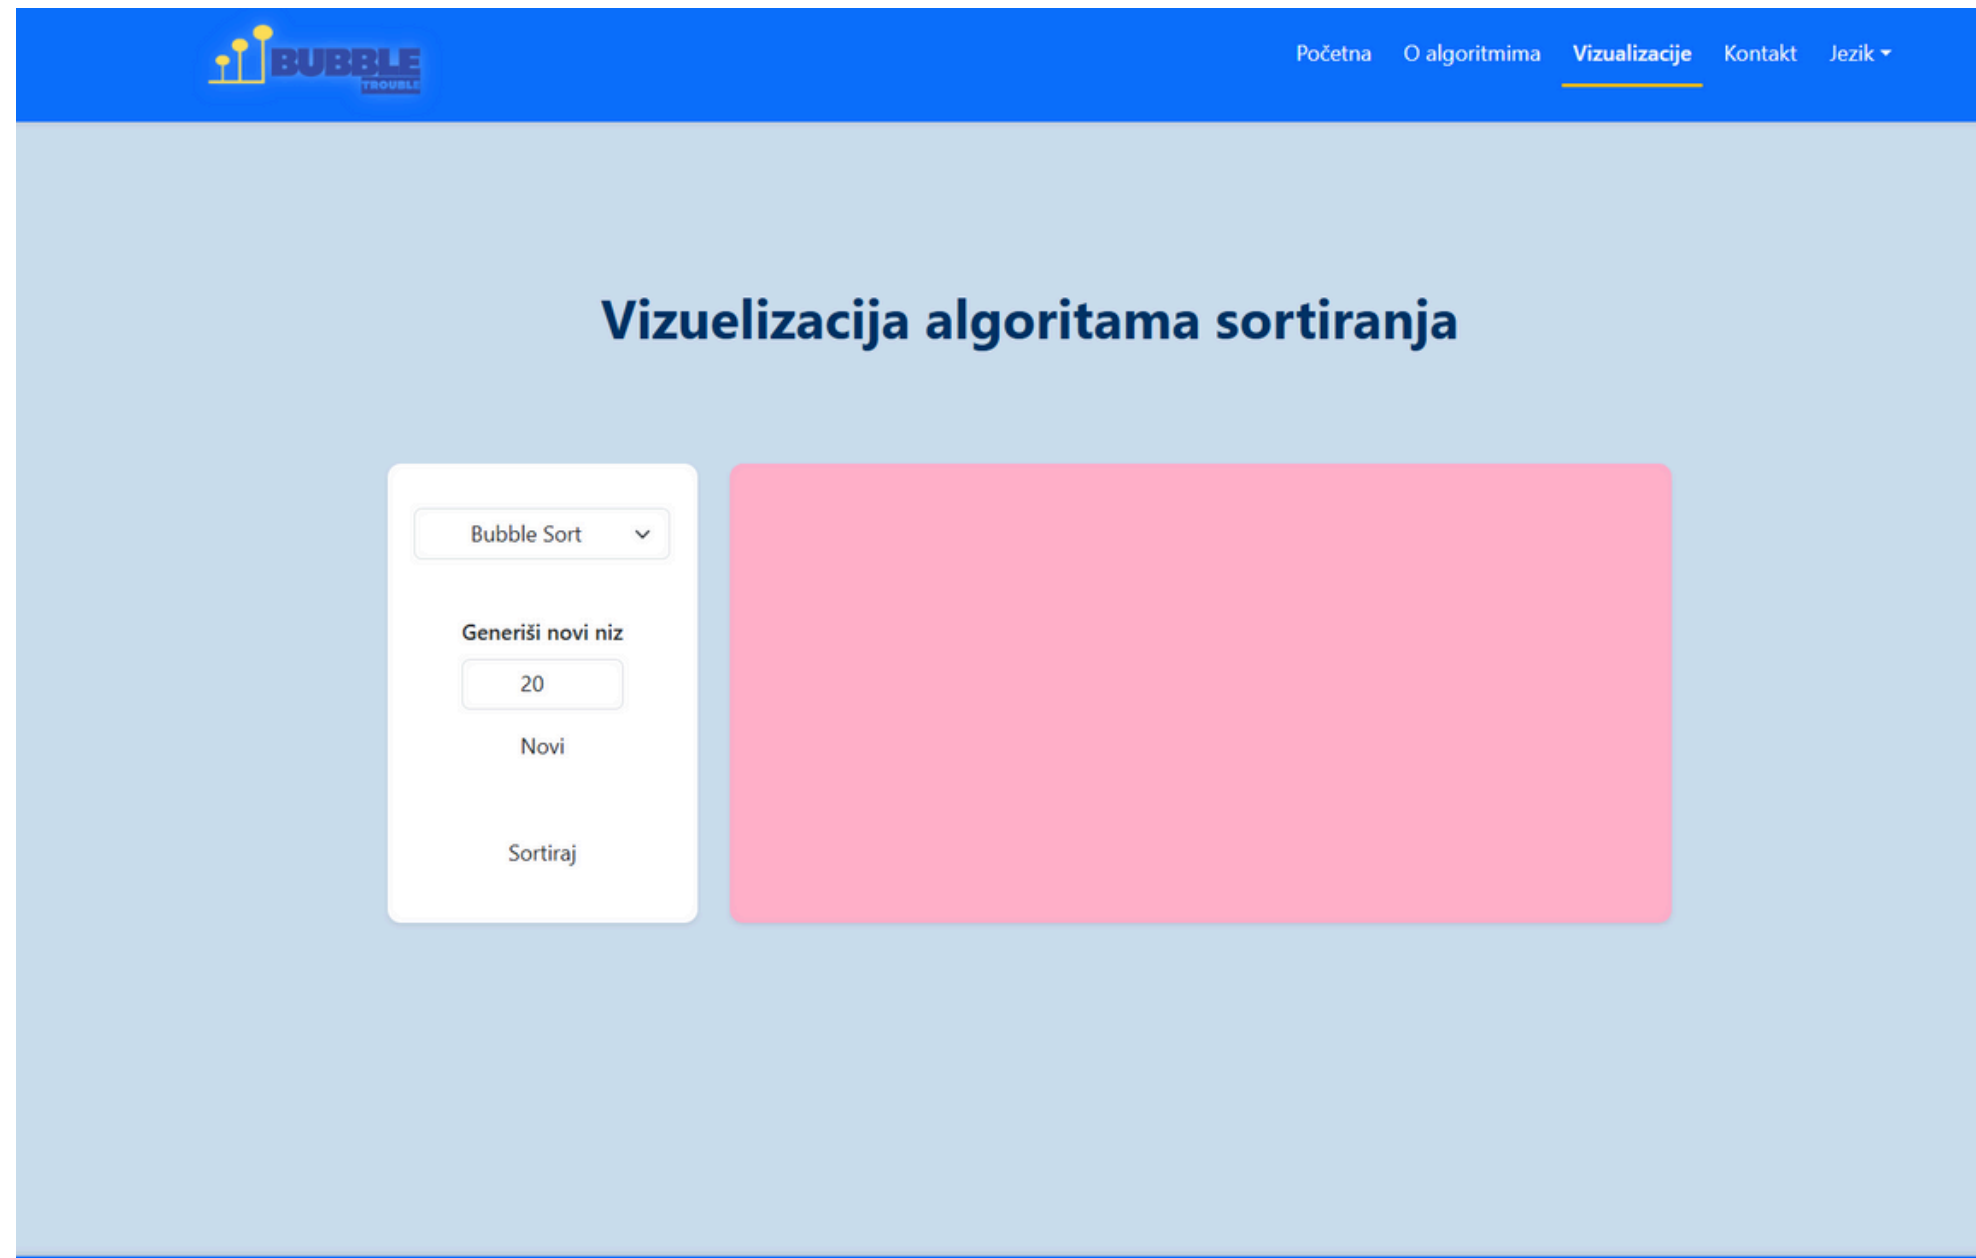 BUBBLE
TROUBLE
Početna O algoritmima Vizualizacije Kontakt Jezik
Vizuelizacija algoritama sortiranja
Bubble Sort
Generiši novi niz
20
Novi
Sortiraj